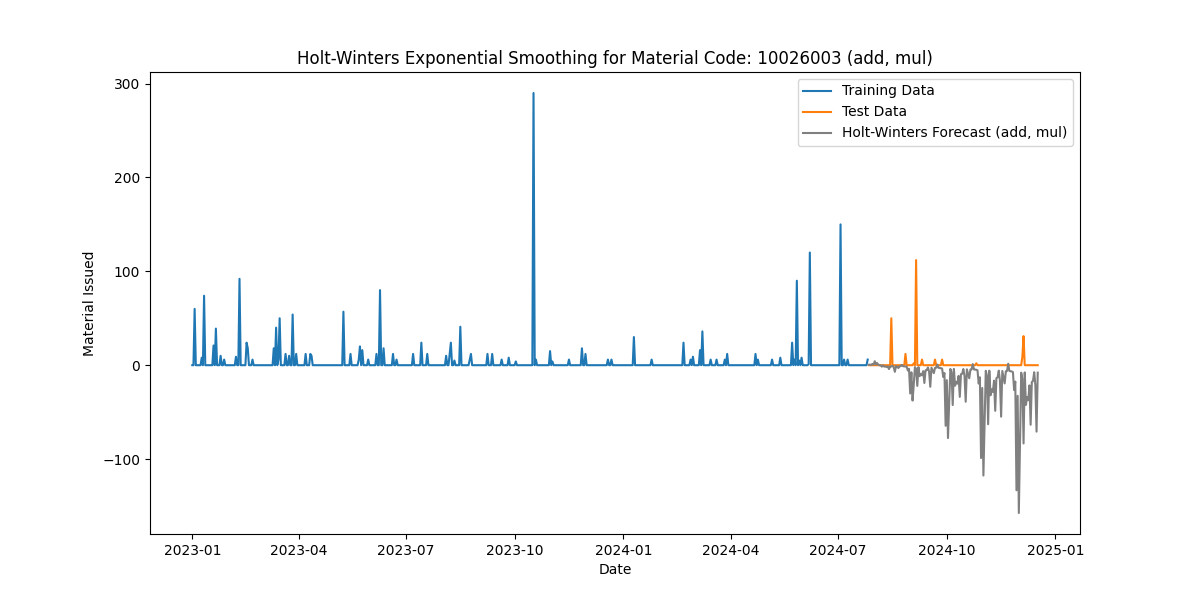 Holt-Winters Exponential Smoothing for Material Code: 10026003 (add, mul)
Training Data
Test Data
Holt-Winters Forecast (add, mul)
Material Issued
300
200
100
0
−100
2023-01 2023-04 2023-07 2023-10 2024-01 2024-04 2024-07 2024-10 2025-01
Date